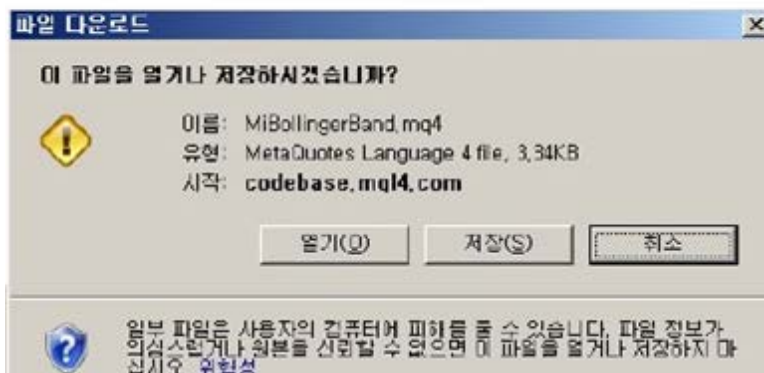 파일 다운로드
이 파일을 열거나 저장하시겠습니까?
이름: MiBollingerBand.mq4
유형: MetaQuotes Language 4 file, 3.34KB
시작: codebase.mql4.com
열기(O) 저장(S) 취소
일부 파일은 사용자의 컴퓨터에 피해를 줄 수 있습니다. 파일 정보가
의심스럽거나 원본을 신뢰할 수 없으면 이 파일을 열거나 저장하지 마
십시오. 위험성